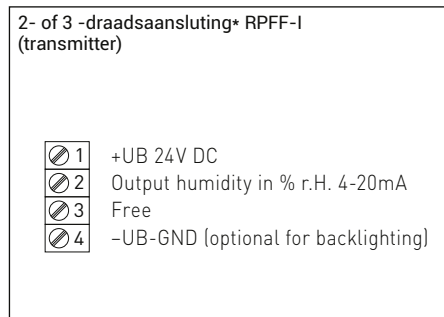 2- of 3 -draadsaansluting* RPFF-I
(transmitter)
1 +UB 24V DC
2 Output humidity in % r.H. 4-20mA
3 Free
4 –UB-GND (optional for backlighting)